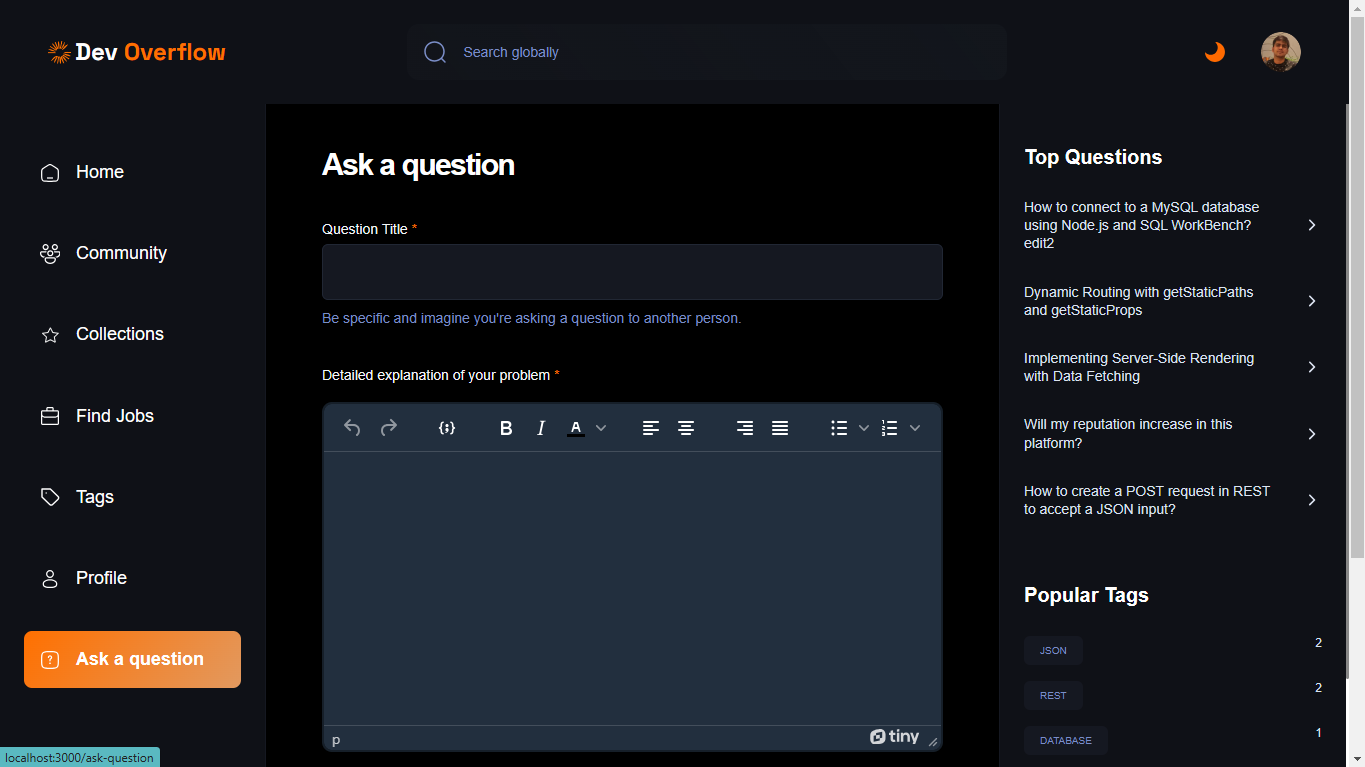 Dev Overflow
Search globally
Home
Community
Collections
Find Jobs
Tags
Profile
Ask a question
Ask a question
Question Title *
Be specific and imagine you're asking a question to another person.
Detailed explanation of your problem *
B I A
p
tiny
Top Questions
How to connect to a MySQL database
using Node.js and SQL WorkBench?
edit2
Dynamic Routing with getStaticPaths
and getStaticProps
Implementing Server-Side Rendering
with Data Fetching
Will my reputation increase in this
platform?
How to create a POST request in REST
to accept a JSON input?
Popular Tags
JSON 2
REST 2
DATABASE 1
localhost:3000/ask-question